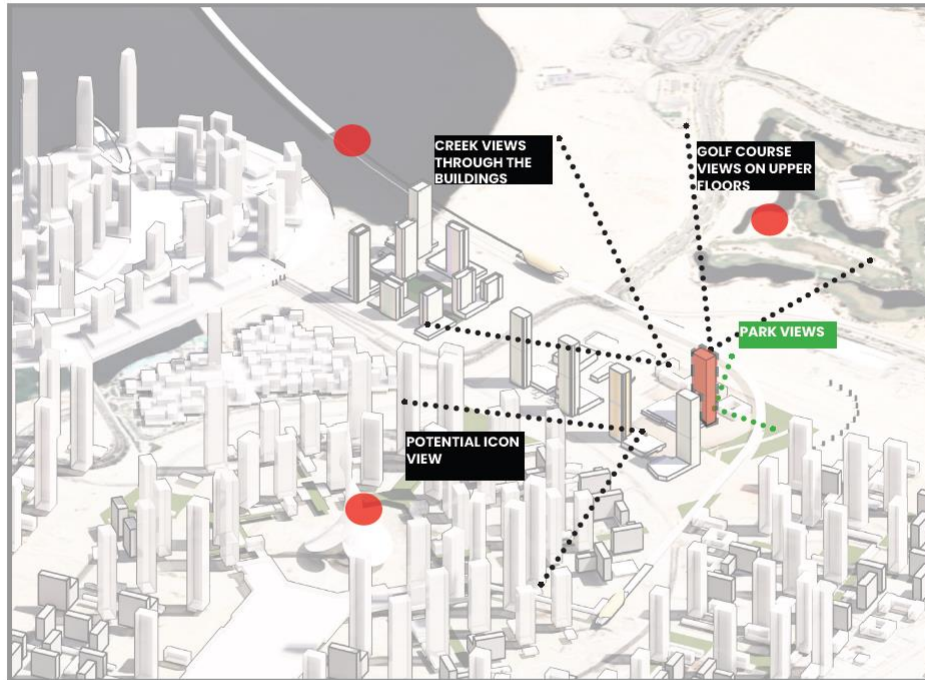 CREEK VIEWS
THROUGH THE
BUILDINGS
GOLF COURSE
VIEWS ON UPPER
FLOORS
PARK VIEWS
POTENTIAL ICON
VIEW